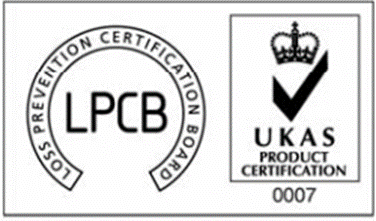 LOSS PREVENTION CERTIFICATION BOARD
LPCB
UKAS
PRODUCT
CERTIFICATION
0007